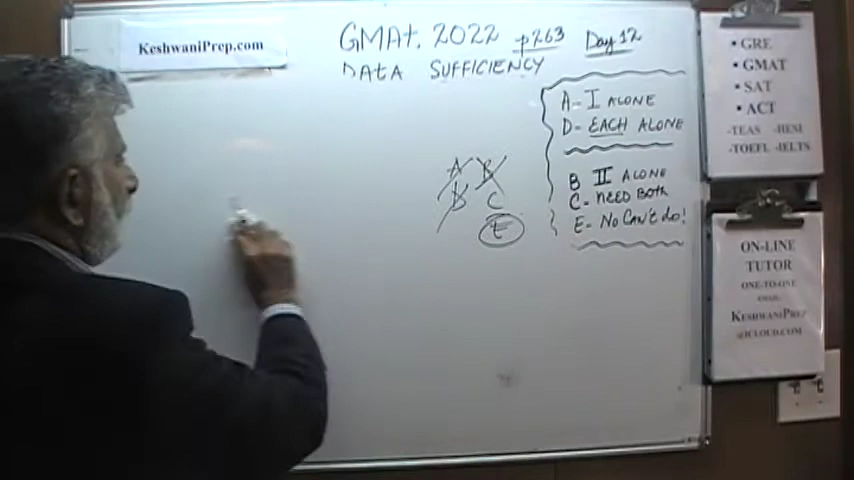 KeshwaniPrep.com
GMAt. 2022 p263 Day 12
DATA SUFFICIENCY
A - I ALONE
D - EACH ALONE
B II ALONE
C - NEED BOTH
E - NO CAN'T do!
A B
D C
E
• GRE
• GMAT
• SAT
• ACT
-TEAS -HESI
-TOEFL -IELTS
ON-LINE
TUTOR
ONE-TO-ONE
KESHWANIPREP
@ICLOUD.COM